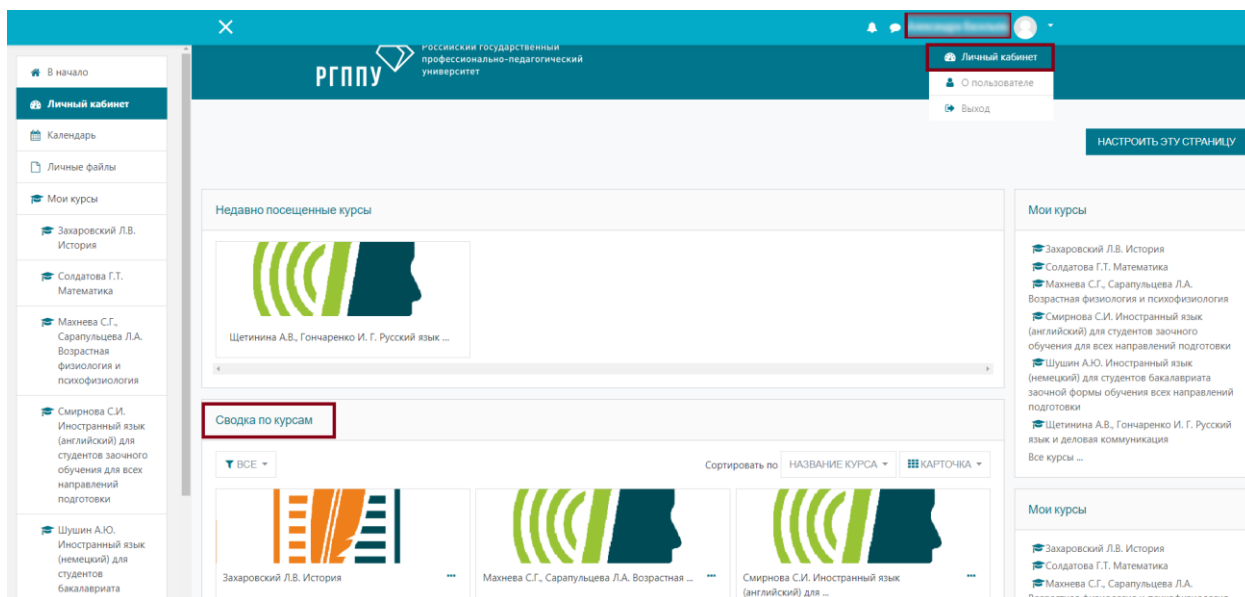 Российский государственный
профессионально-педагогический
университет
РГППУ
Личный кабинет
О пользователе
Выход
НАСТРОИТЬ ЭТУ СТРАНИЦУ
В начало
Личный кабинет
Календарь
Личные файлы
Мои курсы
Захаровский Л.В.
История
Солдатова Г.Т.
Математика
Махнева С.Г.,
Сарапульцева Л.А.
Возрастная
физиология и
психофизиология
Смирнова С.И.
Иностранный язык
(английский) для
студентов заочного
обучения для всех
направлений
подготовки
Шушин А.Ю.
Иностранный язык
(немецкий) для
студентов
бакалавриата
Недавно посещенные курсы
Щетинина А.В., Гончаренко И. Г. Русский язык ...
Сводка по курсам
ВСЕ
Сортировать по НАЗВАНИЕ КУРСА КАРТОЧКА
Захаровский Л.В. История
Махнева С.Г., Сарапульцева Л.А. Возрастная ...
Смирнова С.И. Иностранный язык
(английский) для ...
Мои курсы
Захаровский Л.В. История
Солдатова Г.Т. Математика
Махнева С.Г., Сарапульцева Л.А.
Возрастная физиология и психофизиология
Смирнова С.И. Иностранный язык
(английский) для студентов заочного
обучения для всех направлений подготовки
Шушин А.Ю. Иностранный язык
(немецкий) для студентов бакалавриата
заочной формы обучения всех направлений
подготовки
Щетинина А.В., Гончаренко И. Г. Русский
язык и деловая коммуникация
Все курсы ...
Мои курсы
Захаровский Л.В. История
Солдатова Г.Т. Математика
Махнева С.Г., Сарапульцева Л.А.